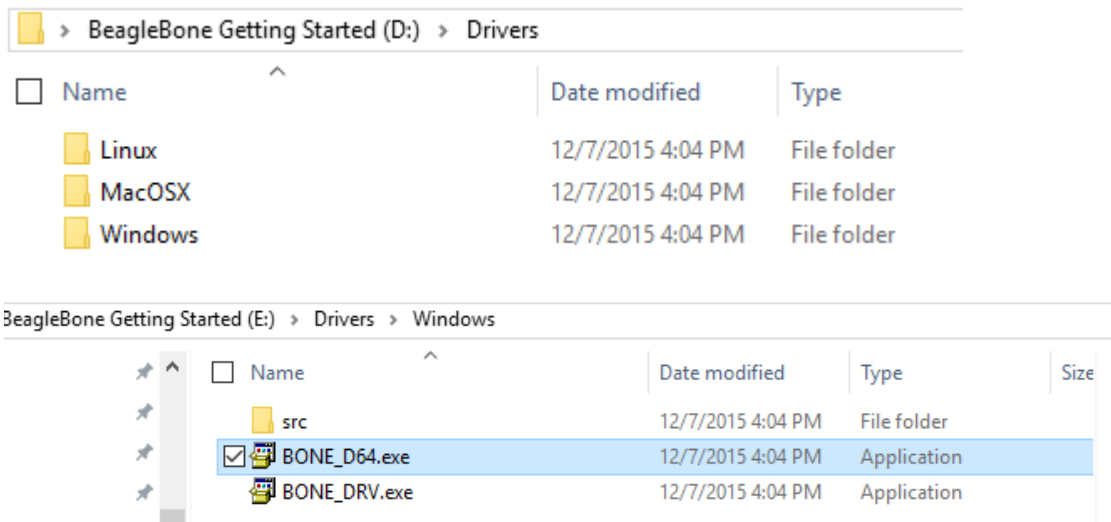 BeagleBone Getting Started (D:) > Drivers
Name Date modified Type
Linux 12/7/2015 4:04 PM File folder
MacOSX 12/7/2015 4:04 PM File folder
Windows 12/7/2015 4:04 PM File folder
BeagleBone Getting Started (E:) > Drivers > Windows
Name Date modified Type Size
src 12/7/2015 4:04 PM File folder
BONE_D64.exe 12/7/2015 4:04 PM Application
BONE_DRV.exe 12/7/2015 4:04 PM Application